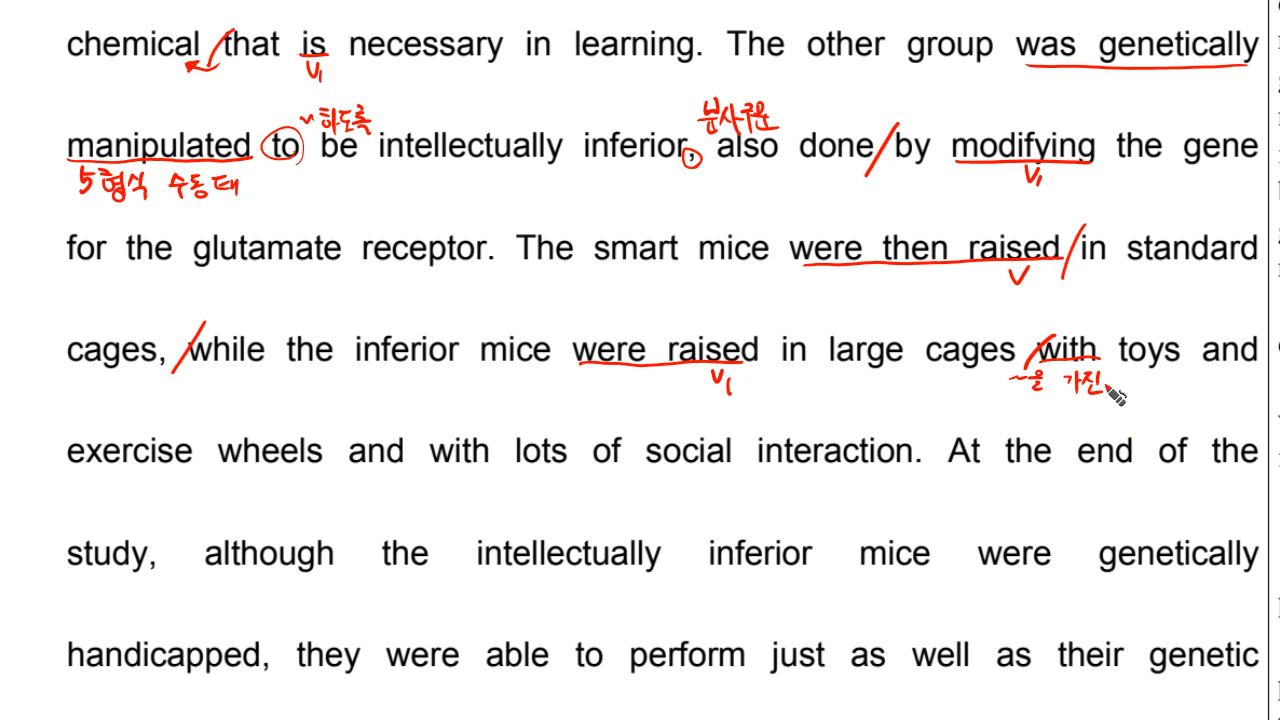 chemical that is necessary in learning. The other group was genetically
V₁
~하도록 분사구문
manipulated to be intellectually inferior, also done by modifying the gene
5형식 수동태 V₁
for the glutamate receptor. The smart mice were then raised in standard
V
cages, while the inferior mice were raised in large cages with toys and
V₁ ~을 가진
exercise wheels and with lots of social interaction. At the end of the
study, although the intellectually inferior mice were genetically
handicapped, they were able to perform just as well as their genetic